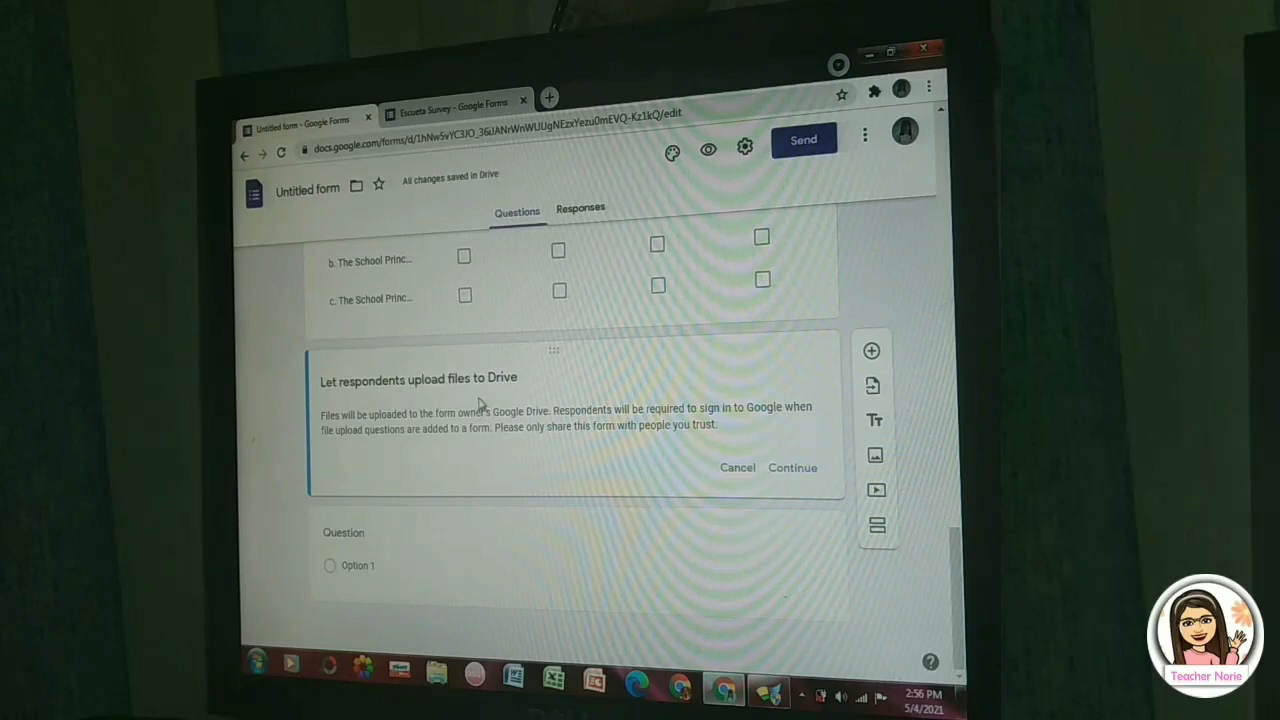 Untitled form - Google Forms
Escueta Survey - Google Forms
Untitled form
All changes saved in Drive
Send
Questions
Responses
b. The School Princ...
c. The School Princ...
Let respondents upload files to Drive
Files will be uploaded to the form owner's Google Drive. Respondents will be required to sign in to Google when
file upload questions are added to a form. Please only share this form with people you trust.
Cancel
Continue
Question
Option 1
2:56 PM
5/4/2021
Teacher Norie